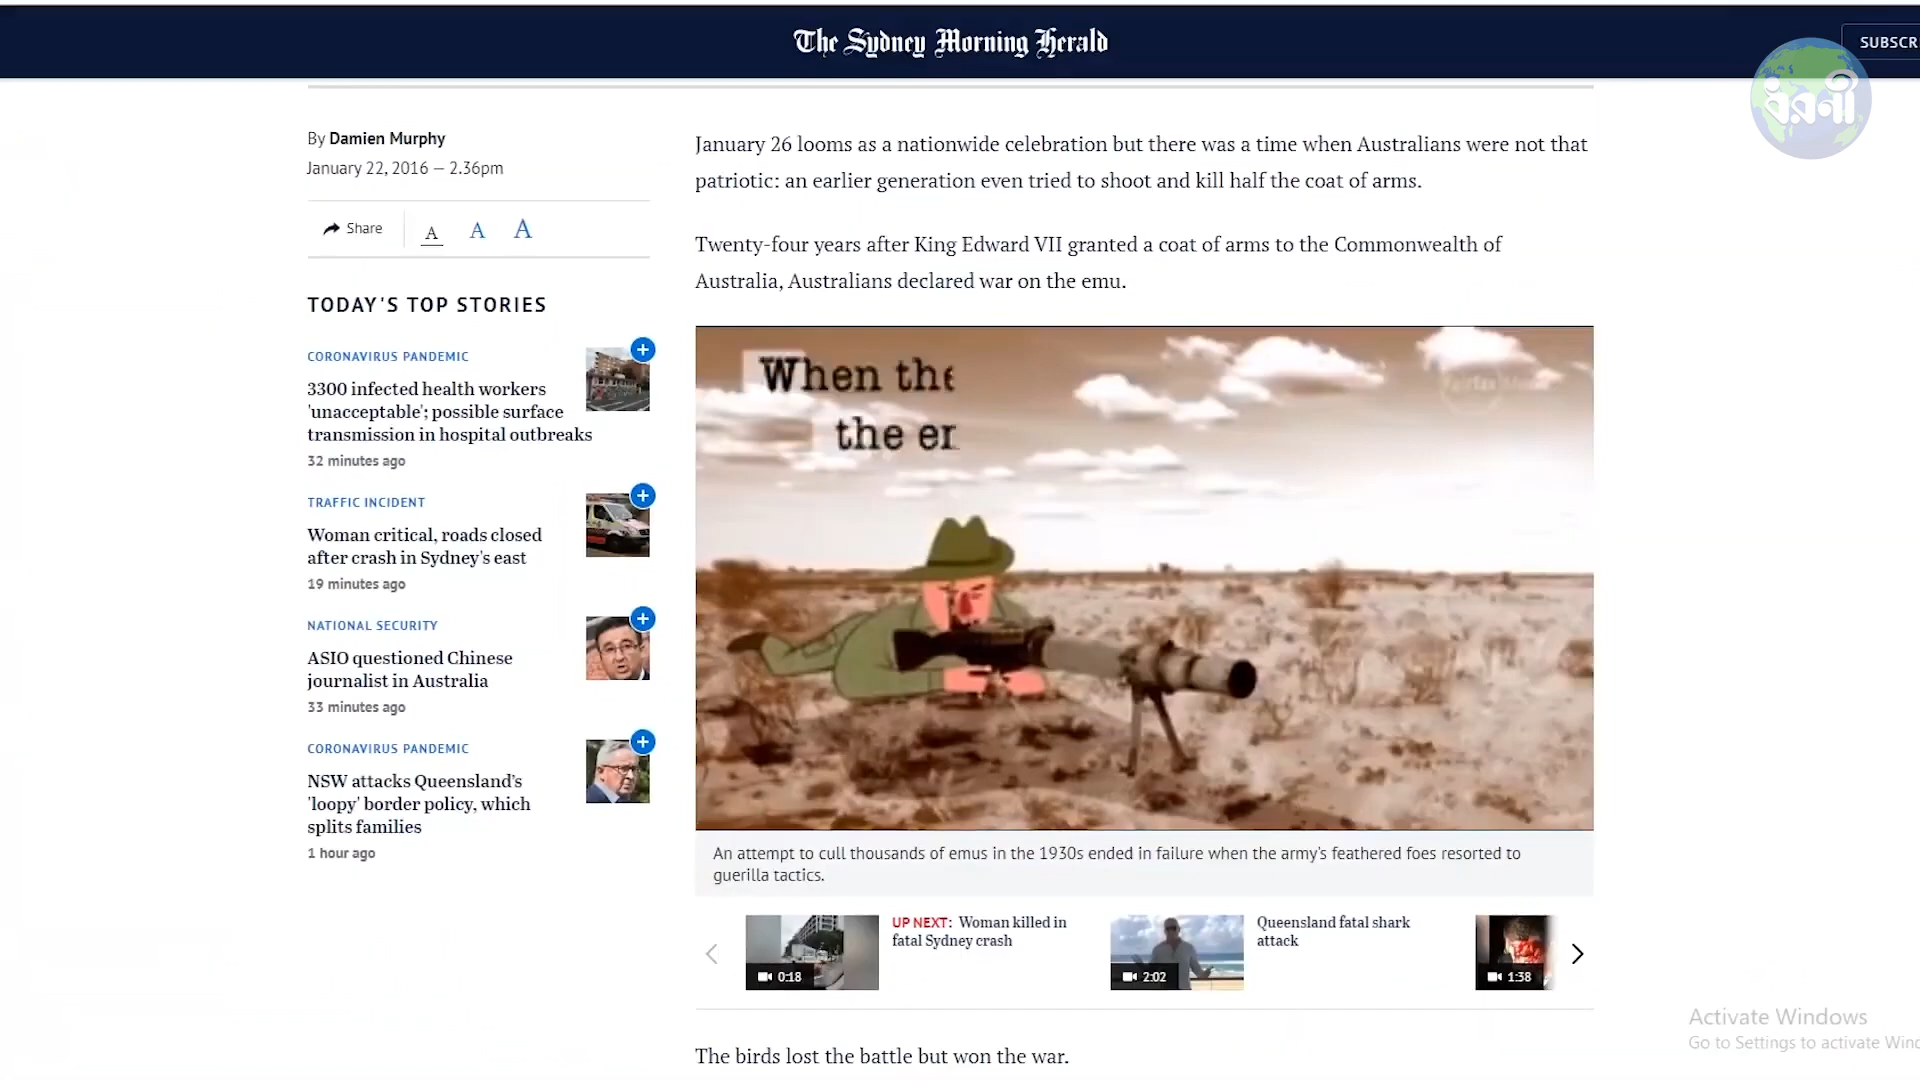 The Sydney Morning Herald
SUBSCR
ধরণী
By Damien Murphy
January 22, 2016 — 2.36pm
Share
A A A
TODAY'S TOP STORIES
CORONAVIRUS PANDEMIC
3300 infected health workers
'unacceptable'; possible surface
transmission in hospital outbreaks
32 minutes ago
TRAFFIC INCIDENT
Woman critical, roads closed
after crash in Sydney's east
19 minutes ago
NATIONAL SECURITY
ASIO questioned Chinese
journalist in Australia
33 minutes ago
CORONAVIRUS PANDEMIC
NSW attacks Queensland's
'loopy' border policy, which
splits families
1 hour ago
January 26 looms as a nationwide celebration but there was a time when Australians were not that
patriotic: an earlier generation even tried to shoot and kill half the coat of arms.
Twenty-four years after King Edward VII granted a coat of arms to the Commonwealth of
Australia, Australians declared war on the emu.
When the
the er
An attempt to cull thousands of emus in the 1930s ended in failure when the army's feathered foes resorted to
guerilla tactics.
UP NEXT: Woman killed in
fatal Sydney crash
0:18
Queensland fatal shark
attack
2:02
1:38
The birds lost the battle but won the war.
Activate Windows
Go to Settings to activate Wind